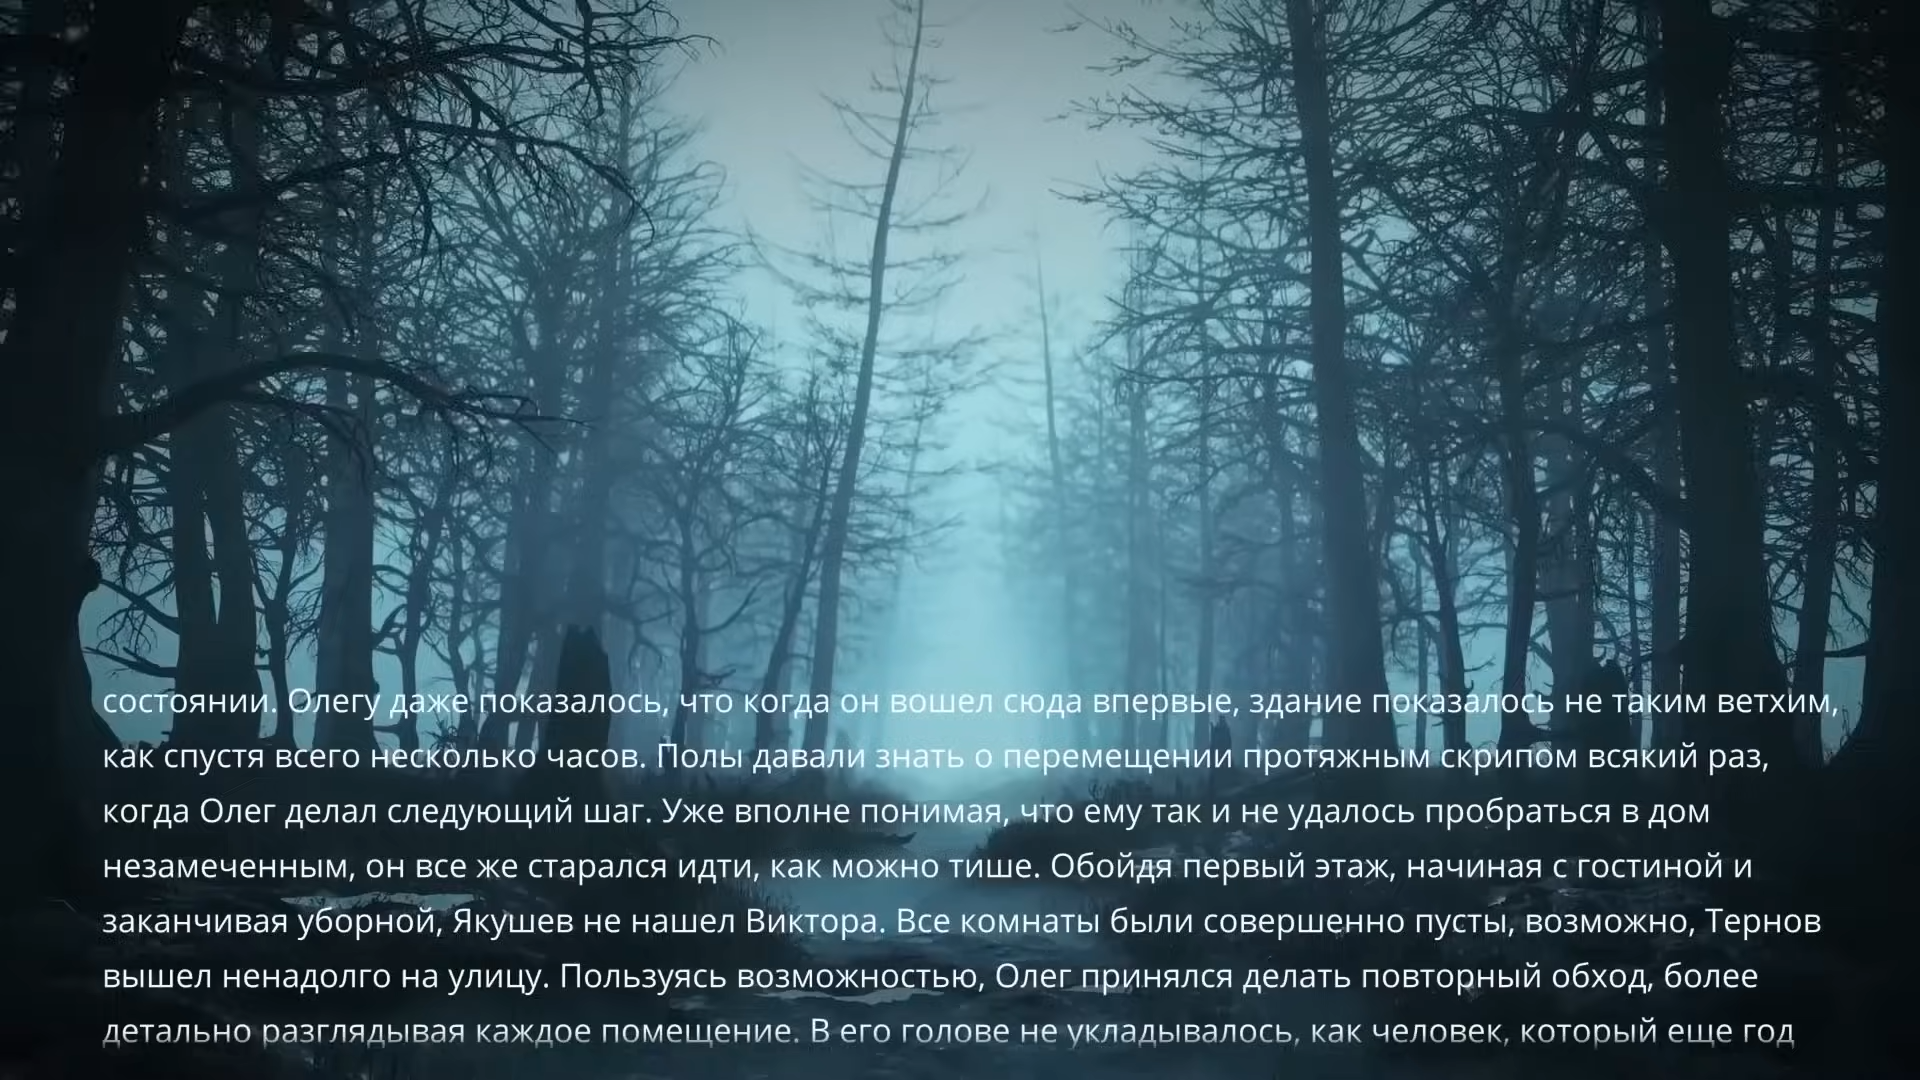 состоянии. Олегу даже показалось, что когда он вошел сюда впервые, здание показалось не таким ветхим,
как спустя всего несколько часов. Полы давали знать о перемещении протяжным скрипом всякий раз,
когда Олег делал следующий шаг. Уже вполне понимая, что ему так и не удалось пробраться в дом
незамеченным, он все же старался идти, как можно тише. Обойдя первый этаж, начиная с гостиной и
заканчивая уборной, Якушев не нашел Виктора. Все комнаты были совершенно пусты, возможно, Тернов
вышел ненадолго на улицу. Пользуясь возможностью, Олег принялся делать повторный обход, более
детально разглядывая каждое помещение. В его голове не укладывалось, как человек, который еще год